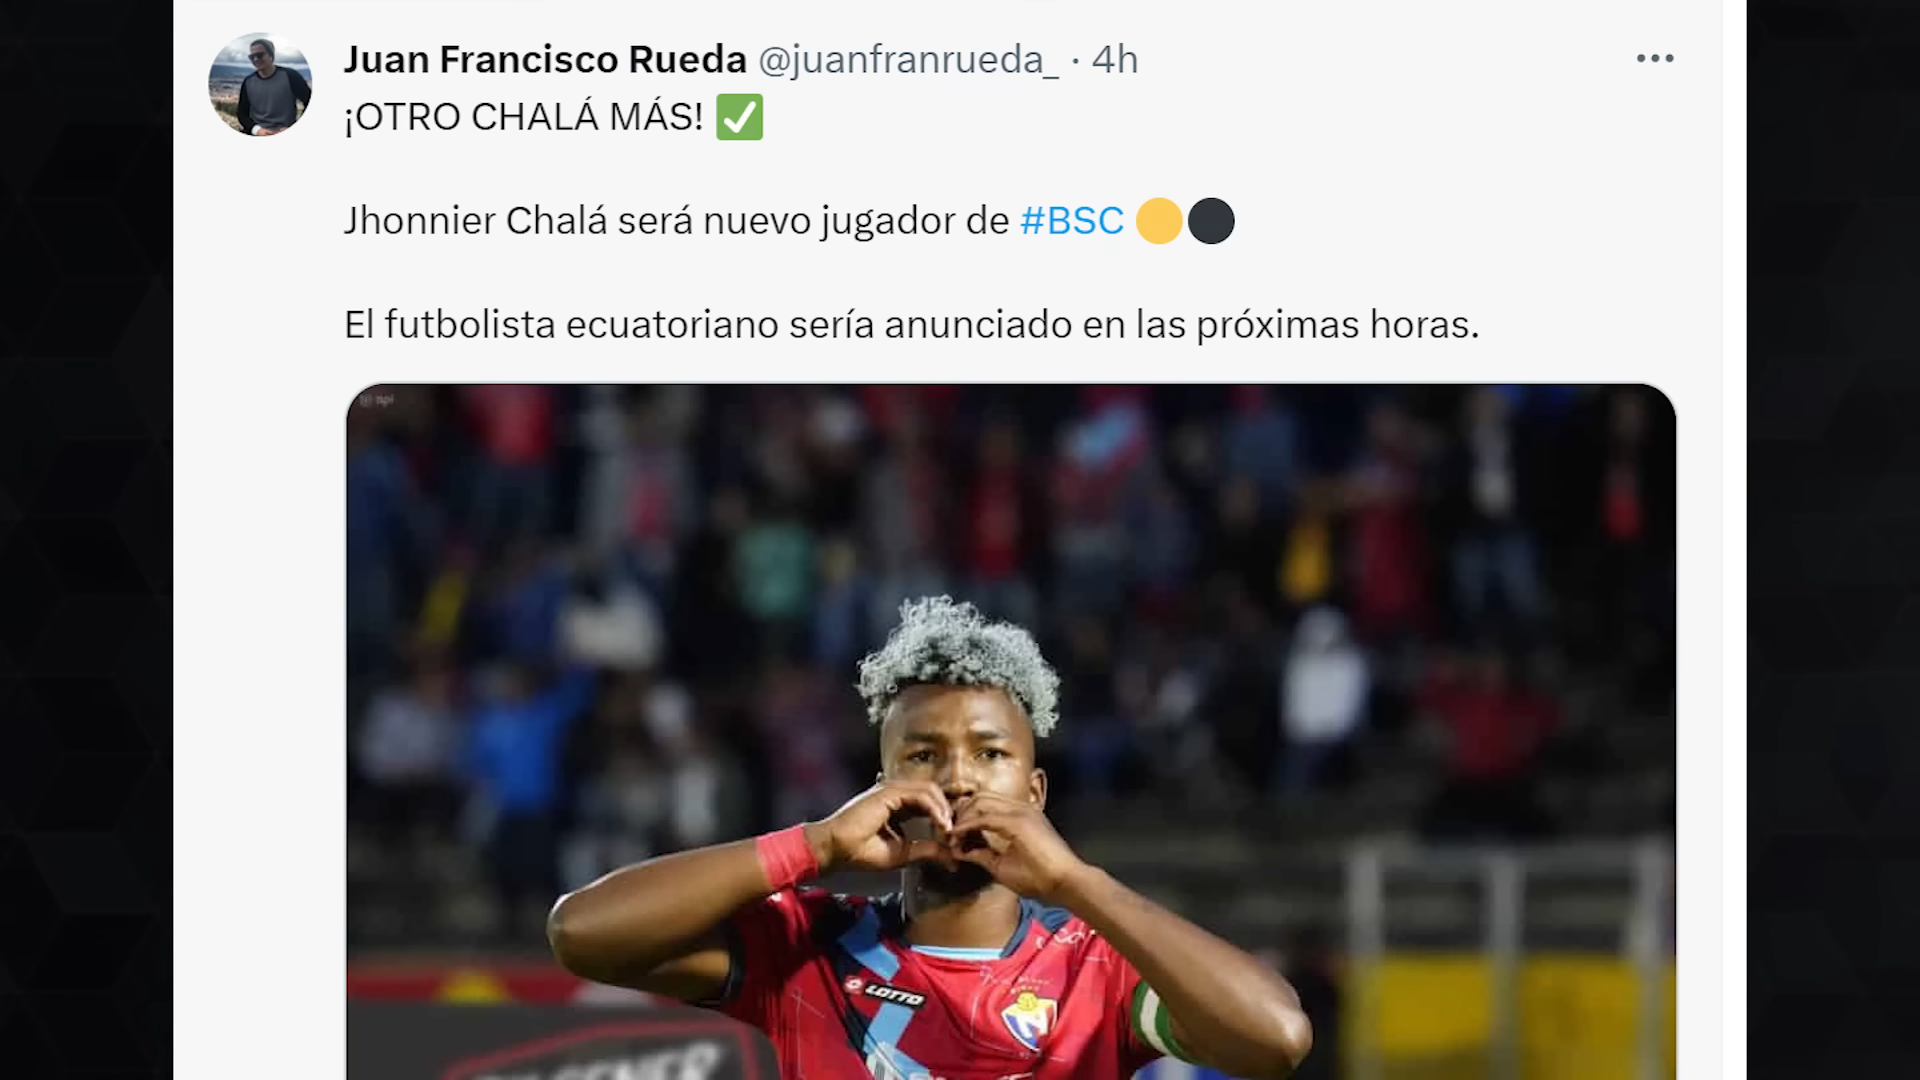 Juan Francisco Rueda @juanfranrueda_ · 4h
¡OTRO CHALÁ MÁS! ✅
Jhonnier Chalá será nuevo jugador de #BSC 🟡⚫
El futbolista ecuatoriano sería anunciado en las próximas horas.
LOTTO
N